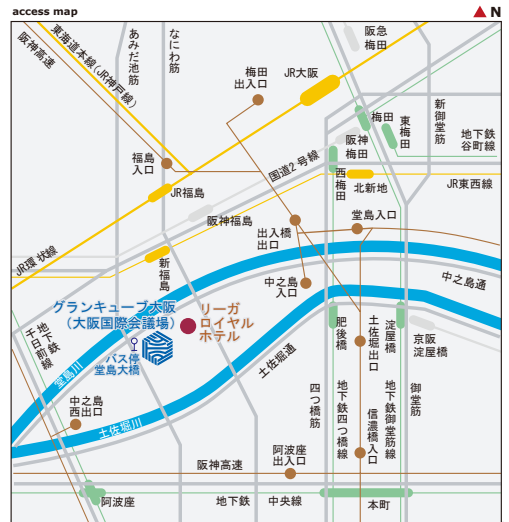 access map
N
東海道本線(JR神戸線)
阪神高速
あみだ池筋
なにわ筋
阪急
梅田
梅田
出入口
JR大阪
新御堂筋
梅田
東梅田
阪神
梅田
地下鉄
谷町線
福島
入口
国道2号線
西梅田
北新地
JR東西線
JR福島
阪神福島
出入橋
出口
堂島入口
JR環状線
新福島
中之島
入口
中之島通
グランキューブ大阪
(大阪国際会議場)
リーガ
ロイヤル
ホテル
バス停
堂島大橋
地下鉄
千日前線
堂島川
土佐堀通
肥後橋
土佐堀出口
淀屋橋
京阪
淀屋橋
中之島
西出口
土佐堀川
四つ橋筋
地下鉄四つ橋線
信濃橋入口
地下鉄御堂筋線
御堂筋
阪神高速
阿波座
出入口
阿波座
地下鉄 中央線
本町